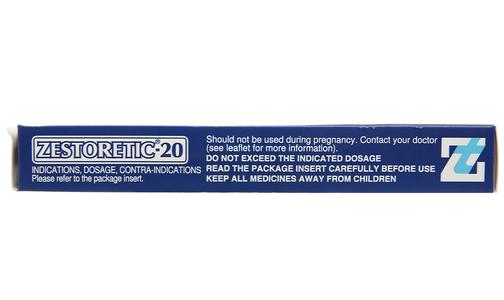 ZESTORETIC®-20
INDICATIONS, DOSAGE, CONTRA-INDICATIONS
Please refer to the package insert.
Should not be used during pregnancy. Contact your doctor
(see leaflet for more information).
DO NOT EXCEED THE INDICATED DOSAGE
READ THE PACKAGE INSERT CAREFULLY BEFORE USE
KEEP ALL MEDICINES AWAY FROM CHILDREN
Zt